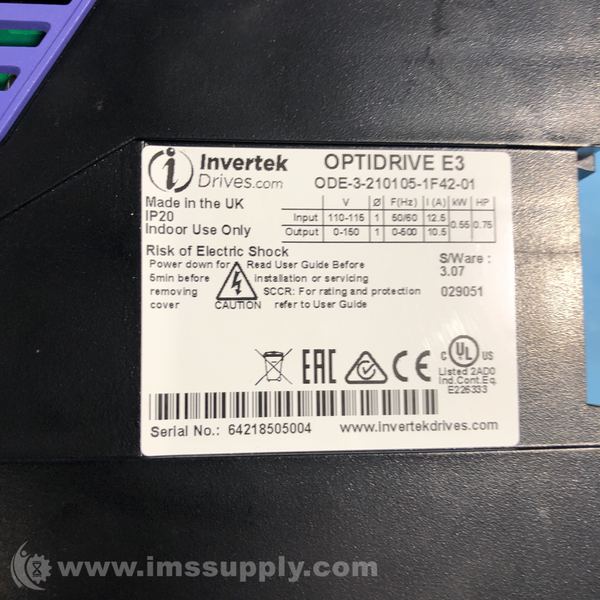 i Invertek Drives.com
OPTIDRIVE E3
ODE-3-210105-1F42-01
Made in the UK
IP20
Indoor Use Only
V Ø F(Hz) I (A) kW HP
Input 110-115 1 50/60 12.5 0.55 0.75
Output 0-150 1 0-500 10.5
Risk of Electric Shock
Power down for 5min before removing cover
CAUTION
Read User Guide Before
Installation or servicing
SCCR: For rating and protection
refer to User Guide
S/Ware :
3.07
029051
EAC
CE
C UL US
Listed 2AD0
Ind.Cont.Eq.
E226333
Serial No.: 64218505004
www.invertekdrives.com
www.imssupply.com